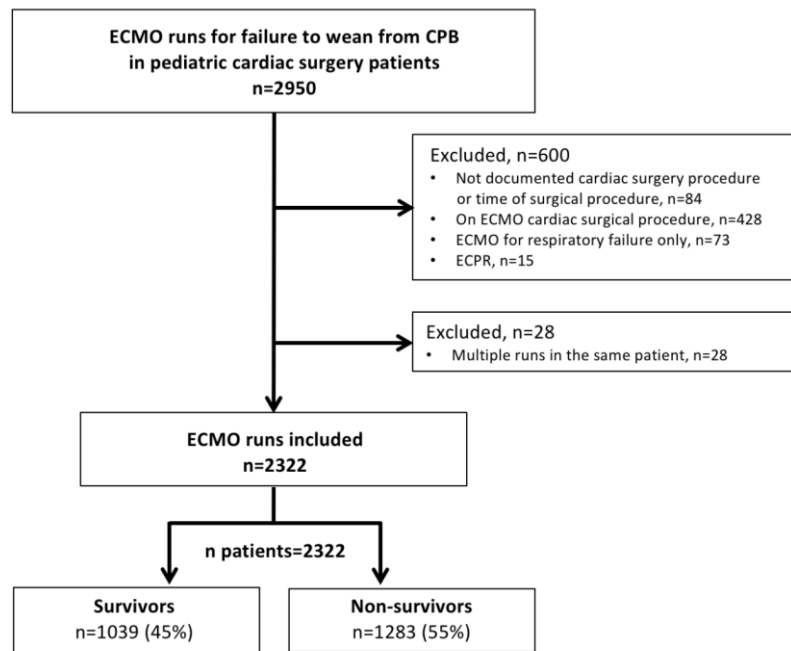 ECMO runs for failure to wean from CPB
in pediatric cardiac surgery patients
n=2950
Excluded, n=600
• Not documented cardiac surgery procedure
or time of surgical procedure, n=84
• On ECMO cardiac surgical procedure, n=428
• ECMO for respiratory failure only, n=73
• ECPR, n=15
Excluded, n=28
• Multiple runs in the same patient, n=28
ECMO runs included
n=2322
n patients=2322
Survivors
n=1039 (45%)
Non-survivors
n=1283 (55%)